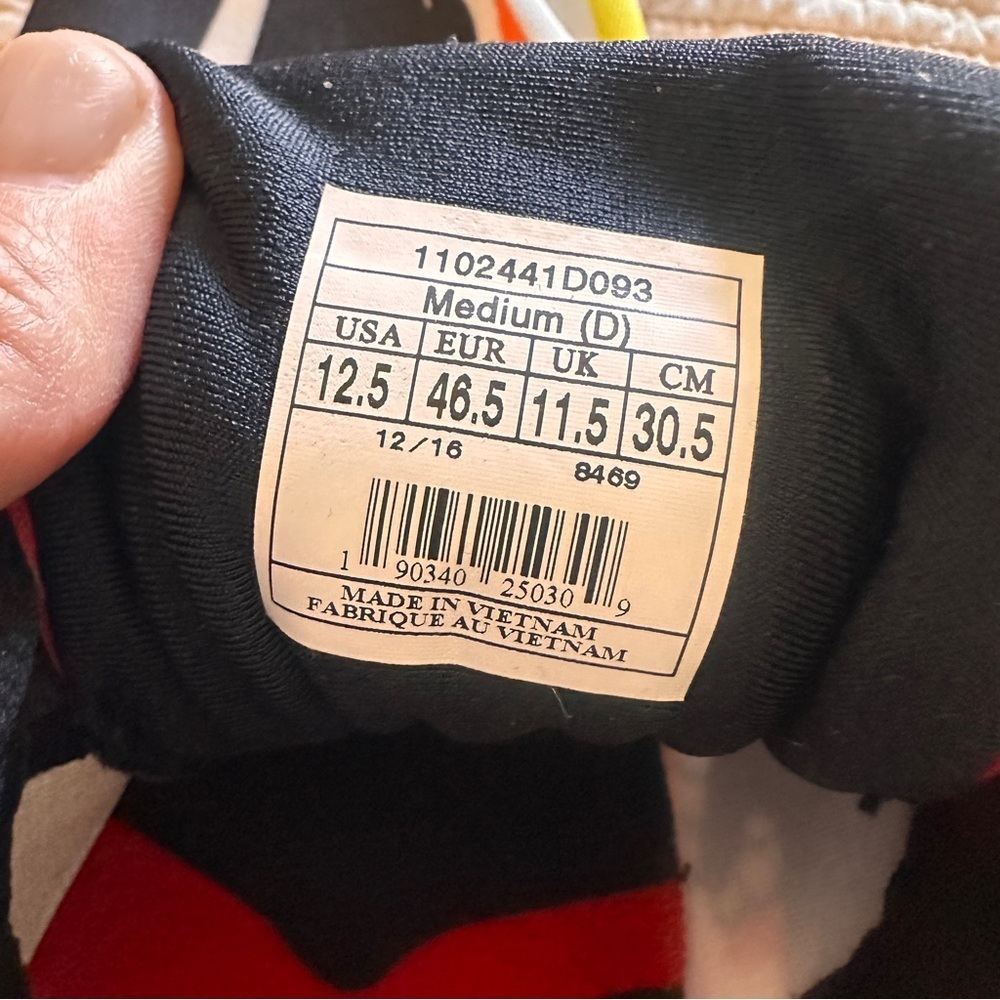 1102441D093
Medium (D)
USA EUR UK CM
12.5 46.5 11.5 30.5
12/16 8469
1 90340 25030 9
MADE IN VIETNAM
FABRIQUE AU VIETNAM